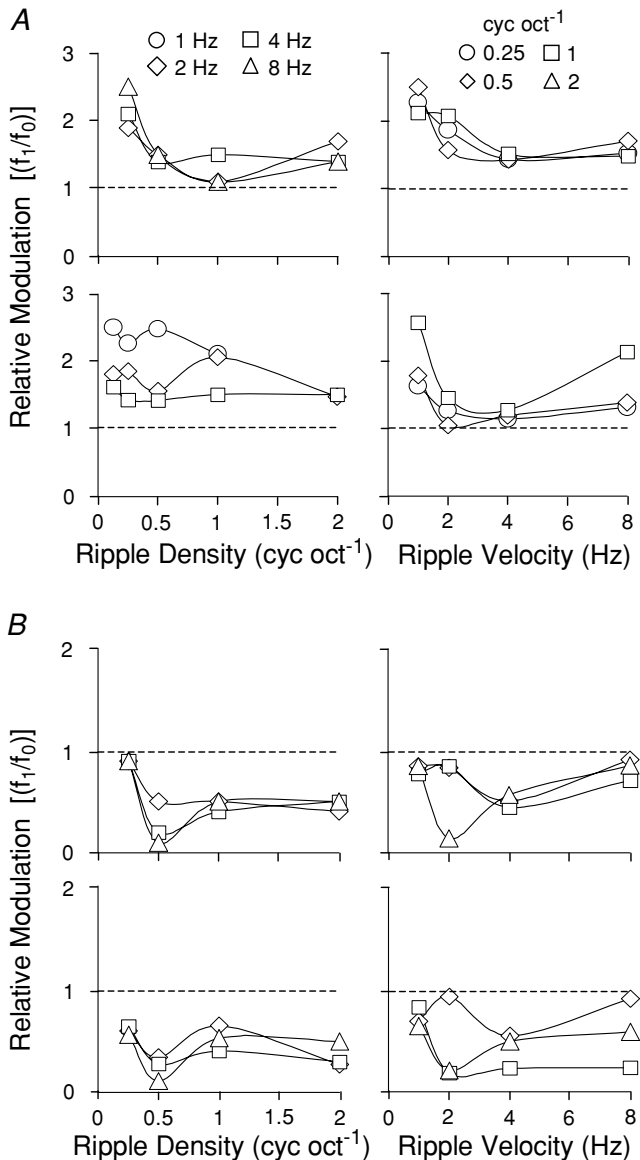 A
1 Hz 4 Hz
2 Hz 8 Hz
cyc oct-1
0.25 1
0.5 2
Relative Modulation [(f1/f0)]
3
2
1
0
3
2
1
0
0 0.5 1 1.5 2
Ripple Density (cyc oct-1)
0 2 4 6 8
Ripple Velocity (Hz)
B
Relative Modulation [(f1/f0)]
2
1
0
2
1
0
0 0.5 1 1.5 2
Ripple Density (cyc oct-1)
0 2 4 6 8
Ripple Velocity (Hz)